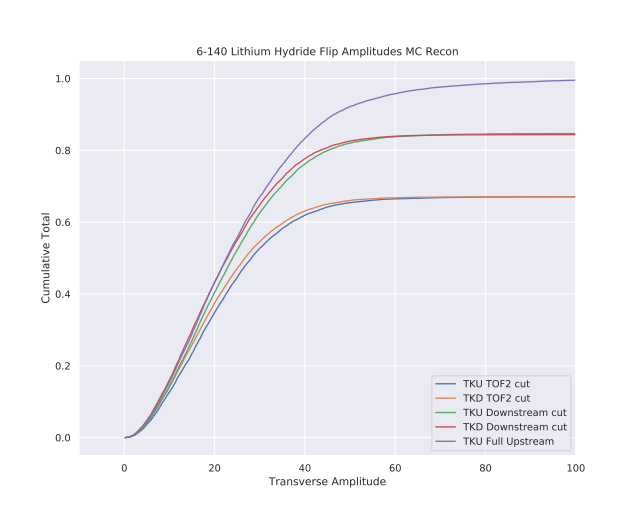 6-140 Lithium Hydride Flip Amplitudes MC Recon
1.0
0.8
0.6
0.4
0.2
0.0
Cumulative Total
0
20
40
60
80
100
Transverse Amplitude
TKU TOF2 cut
TKD TOF2 cut
TKU Downstream cut
TKD Downstream cut
TKU Full Upstream